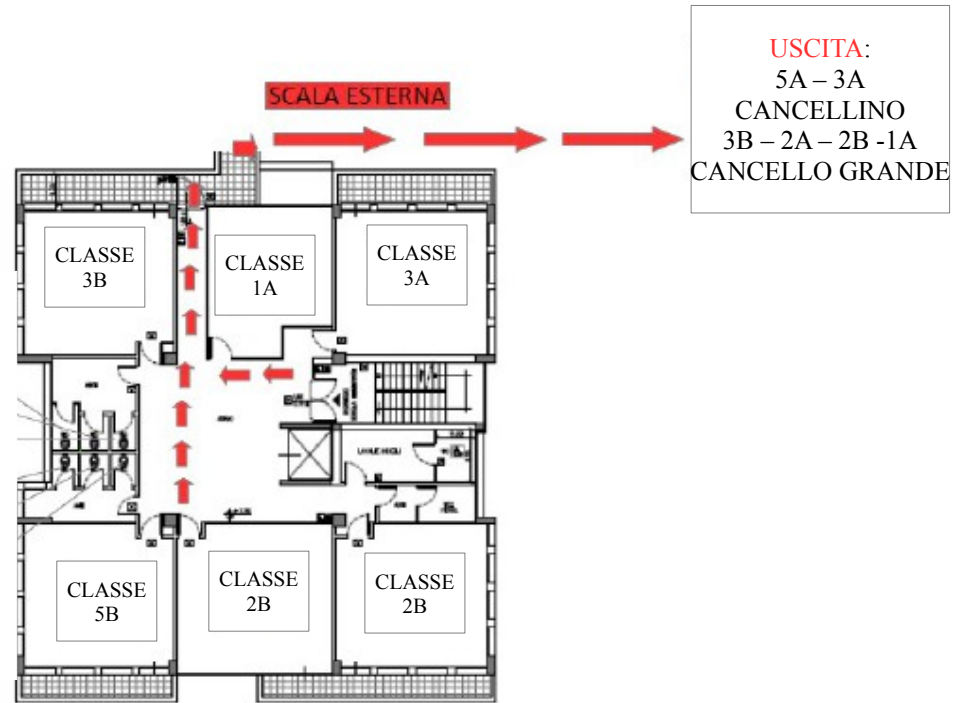 USCITA:
5A – 3A
CANCELLINO
3B – 2A – 2B -1A
CANCELLO GRANDE
SCALA ESTERNA
CLASSE
3B
CLASSE
1A
CLASSE
3A
CLASSE
5B
CLASSE
2B
CLASSE
2B